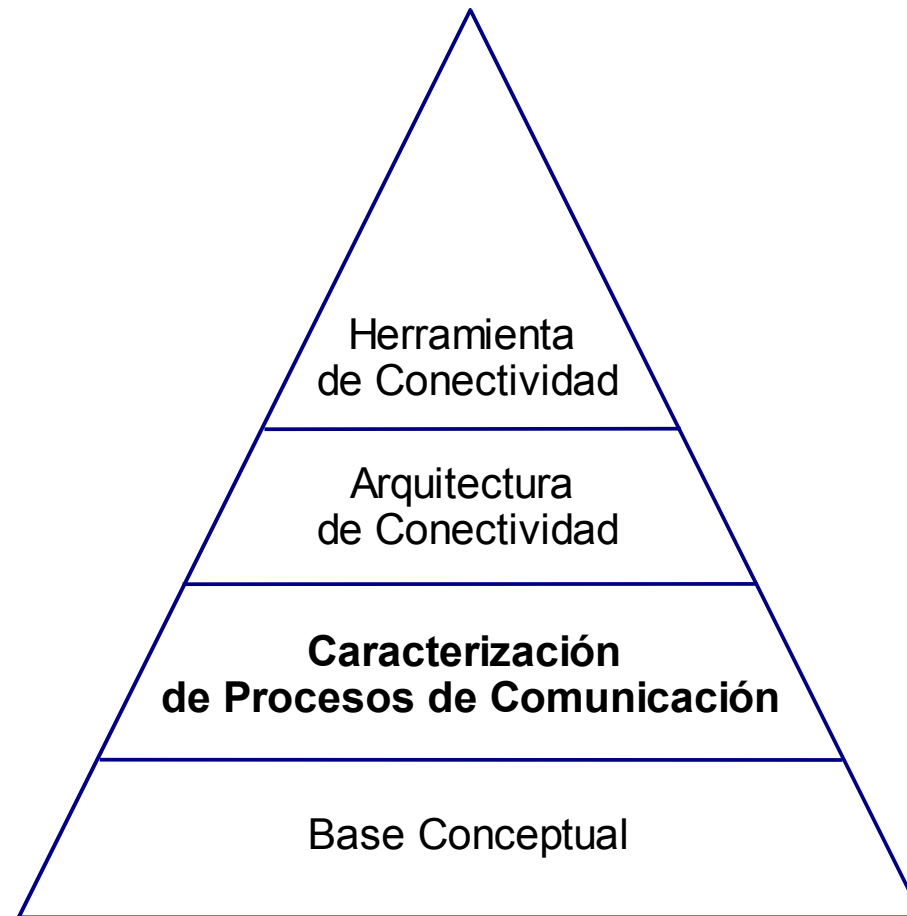 Herramienta
de Conectividad
Arquitectura
de Conectividad
Caracterización
de Procesos de Comunicación
Base Conceptual